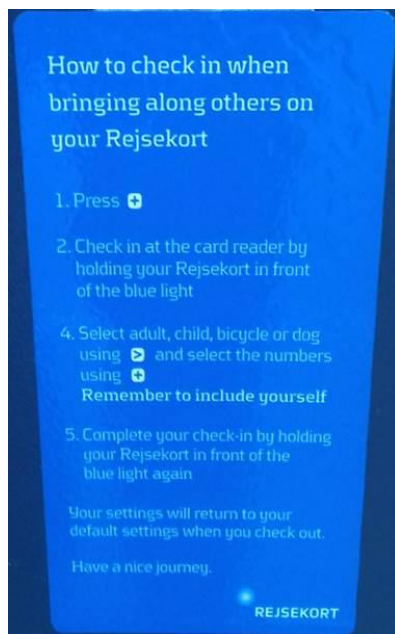 How to check in when
bringing along others on
your Rejsekort
1. Press +
2. Check in at the card reader by
holding your Rejsekort in front
of the blue light
4. Select adult, child, bicycle or dog
using > and select the numbers
using +
Remember to include yourself
5. Complete your check-in by holding
your Rejsekort in front of the
blue light again
Your settings will return to your
default settings when you check out.
Have a nice journey.
REJSEKORT